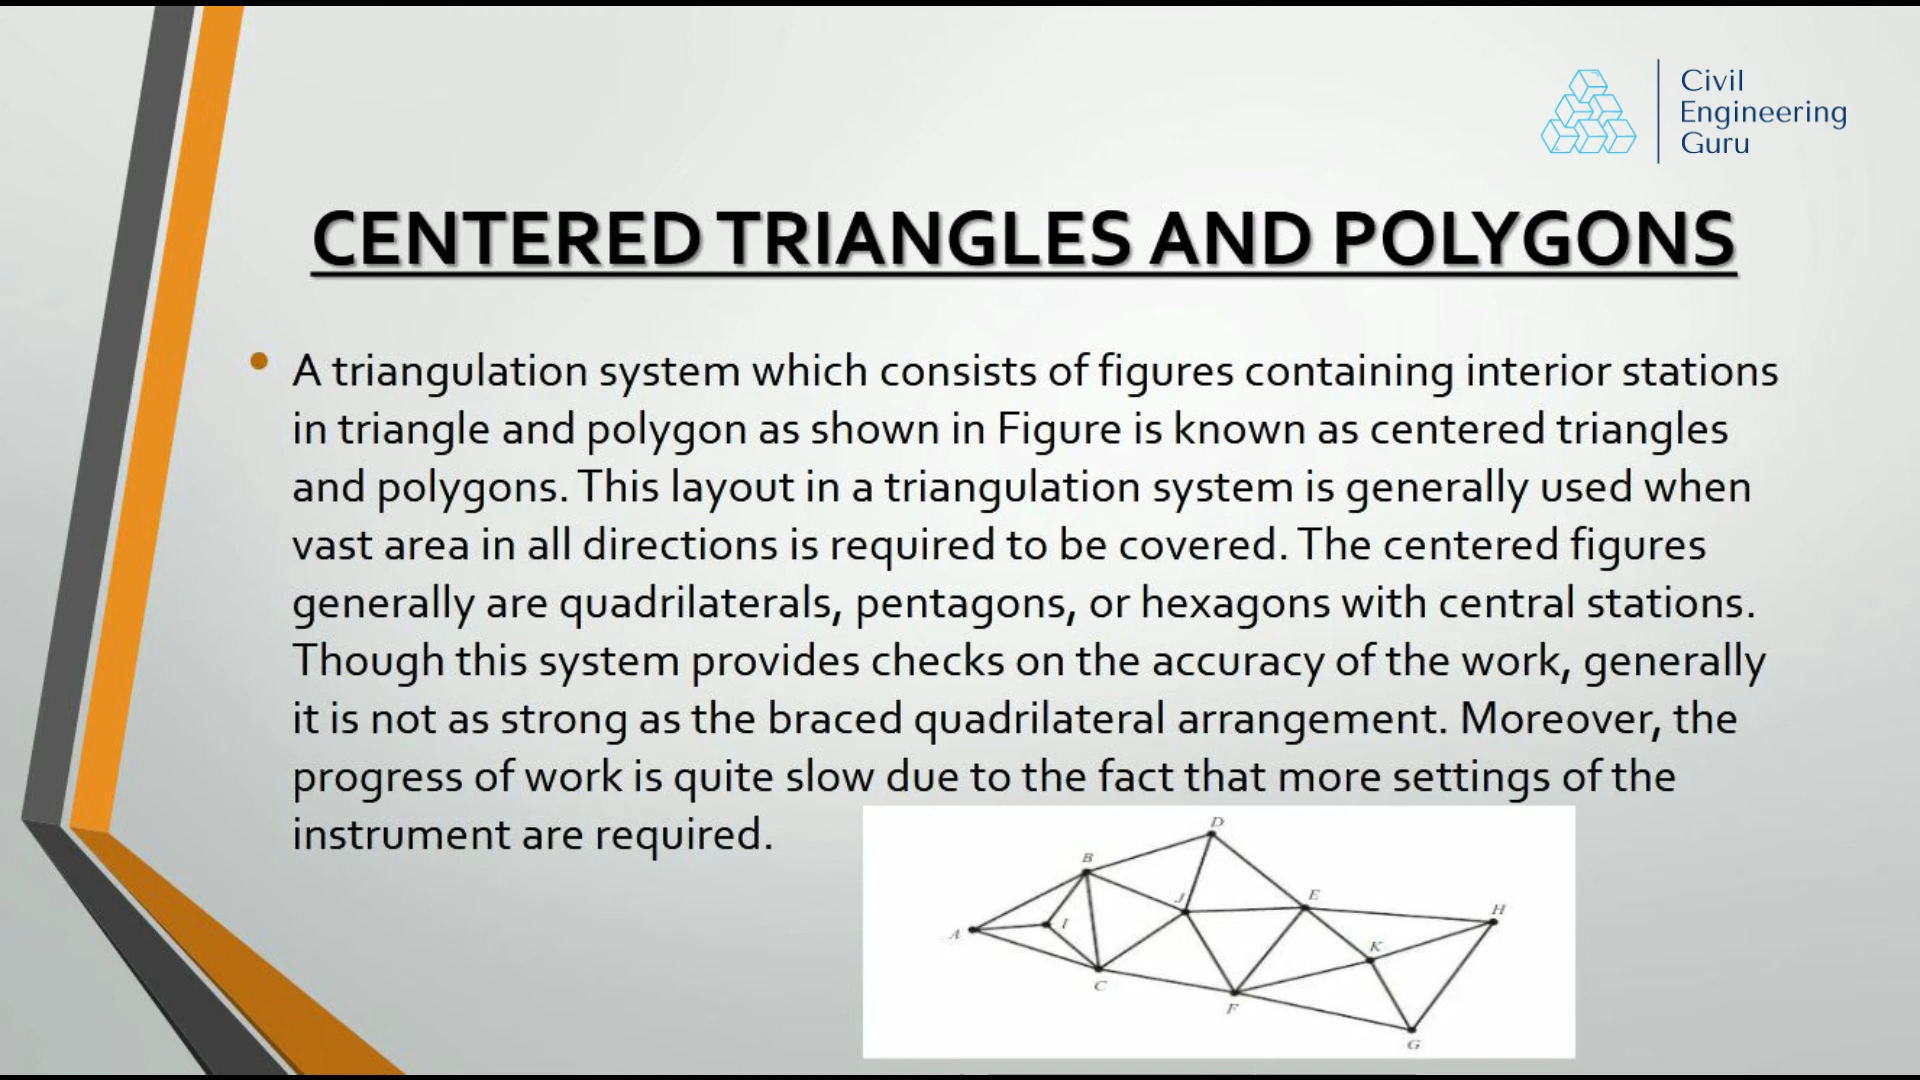 Civil
Engineering
Guru
CENTERED TRIANGLES AND POLYGONS
• A triangulation system which consists of figures containing interior stations
in triangle and polygon as shown in Figure is known as centered triangles
and polygons. This layout in a triangulation system is generally used when
vast area in all directions is required to be covered. The centered figures
generally are quadrilaterals, pentagons, or hexagons with central stations.
Though this system provides checks on the accuracy of the work, generally
it is not as strong as the braced quadrilateral arrangement. Moreover, the
progress of work is quite slow due to the fact that more settings of the
instrument are required.
D
B
J
E
H
A
I
K
C
F
G